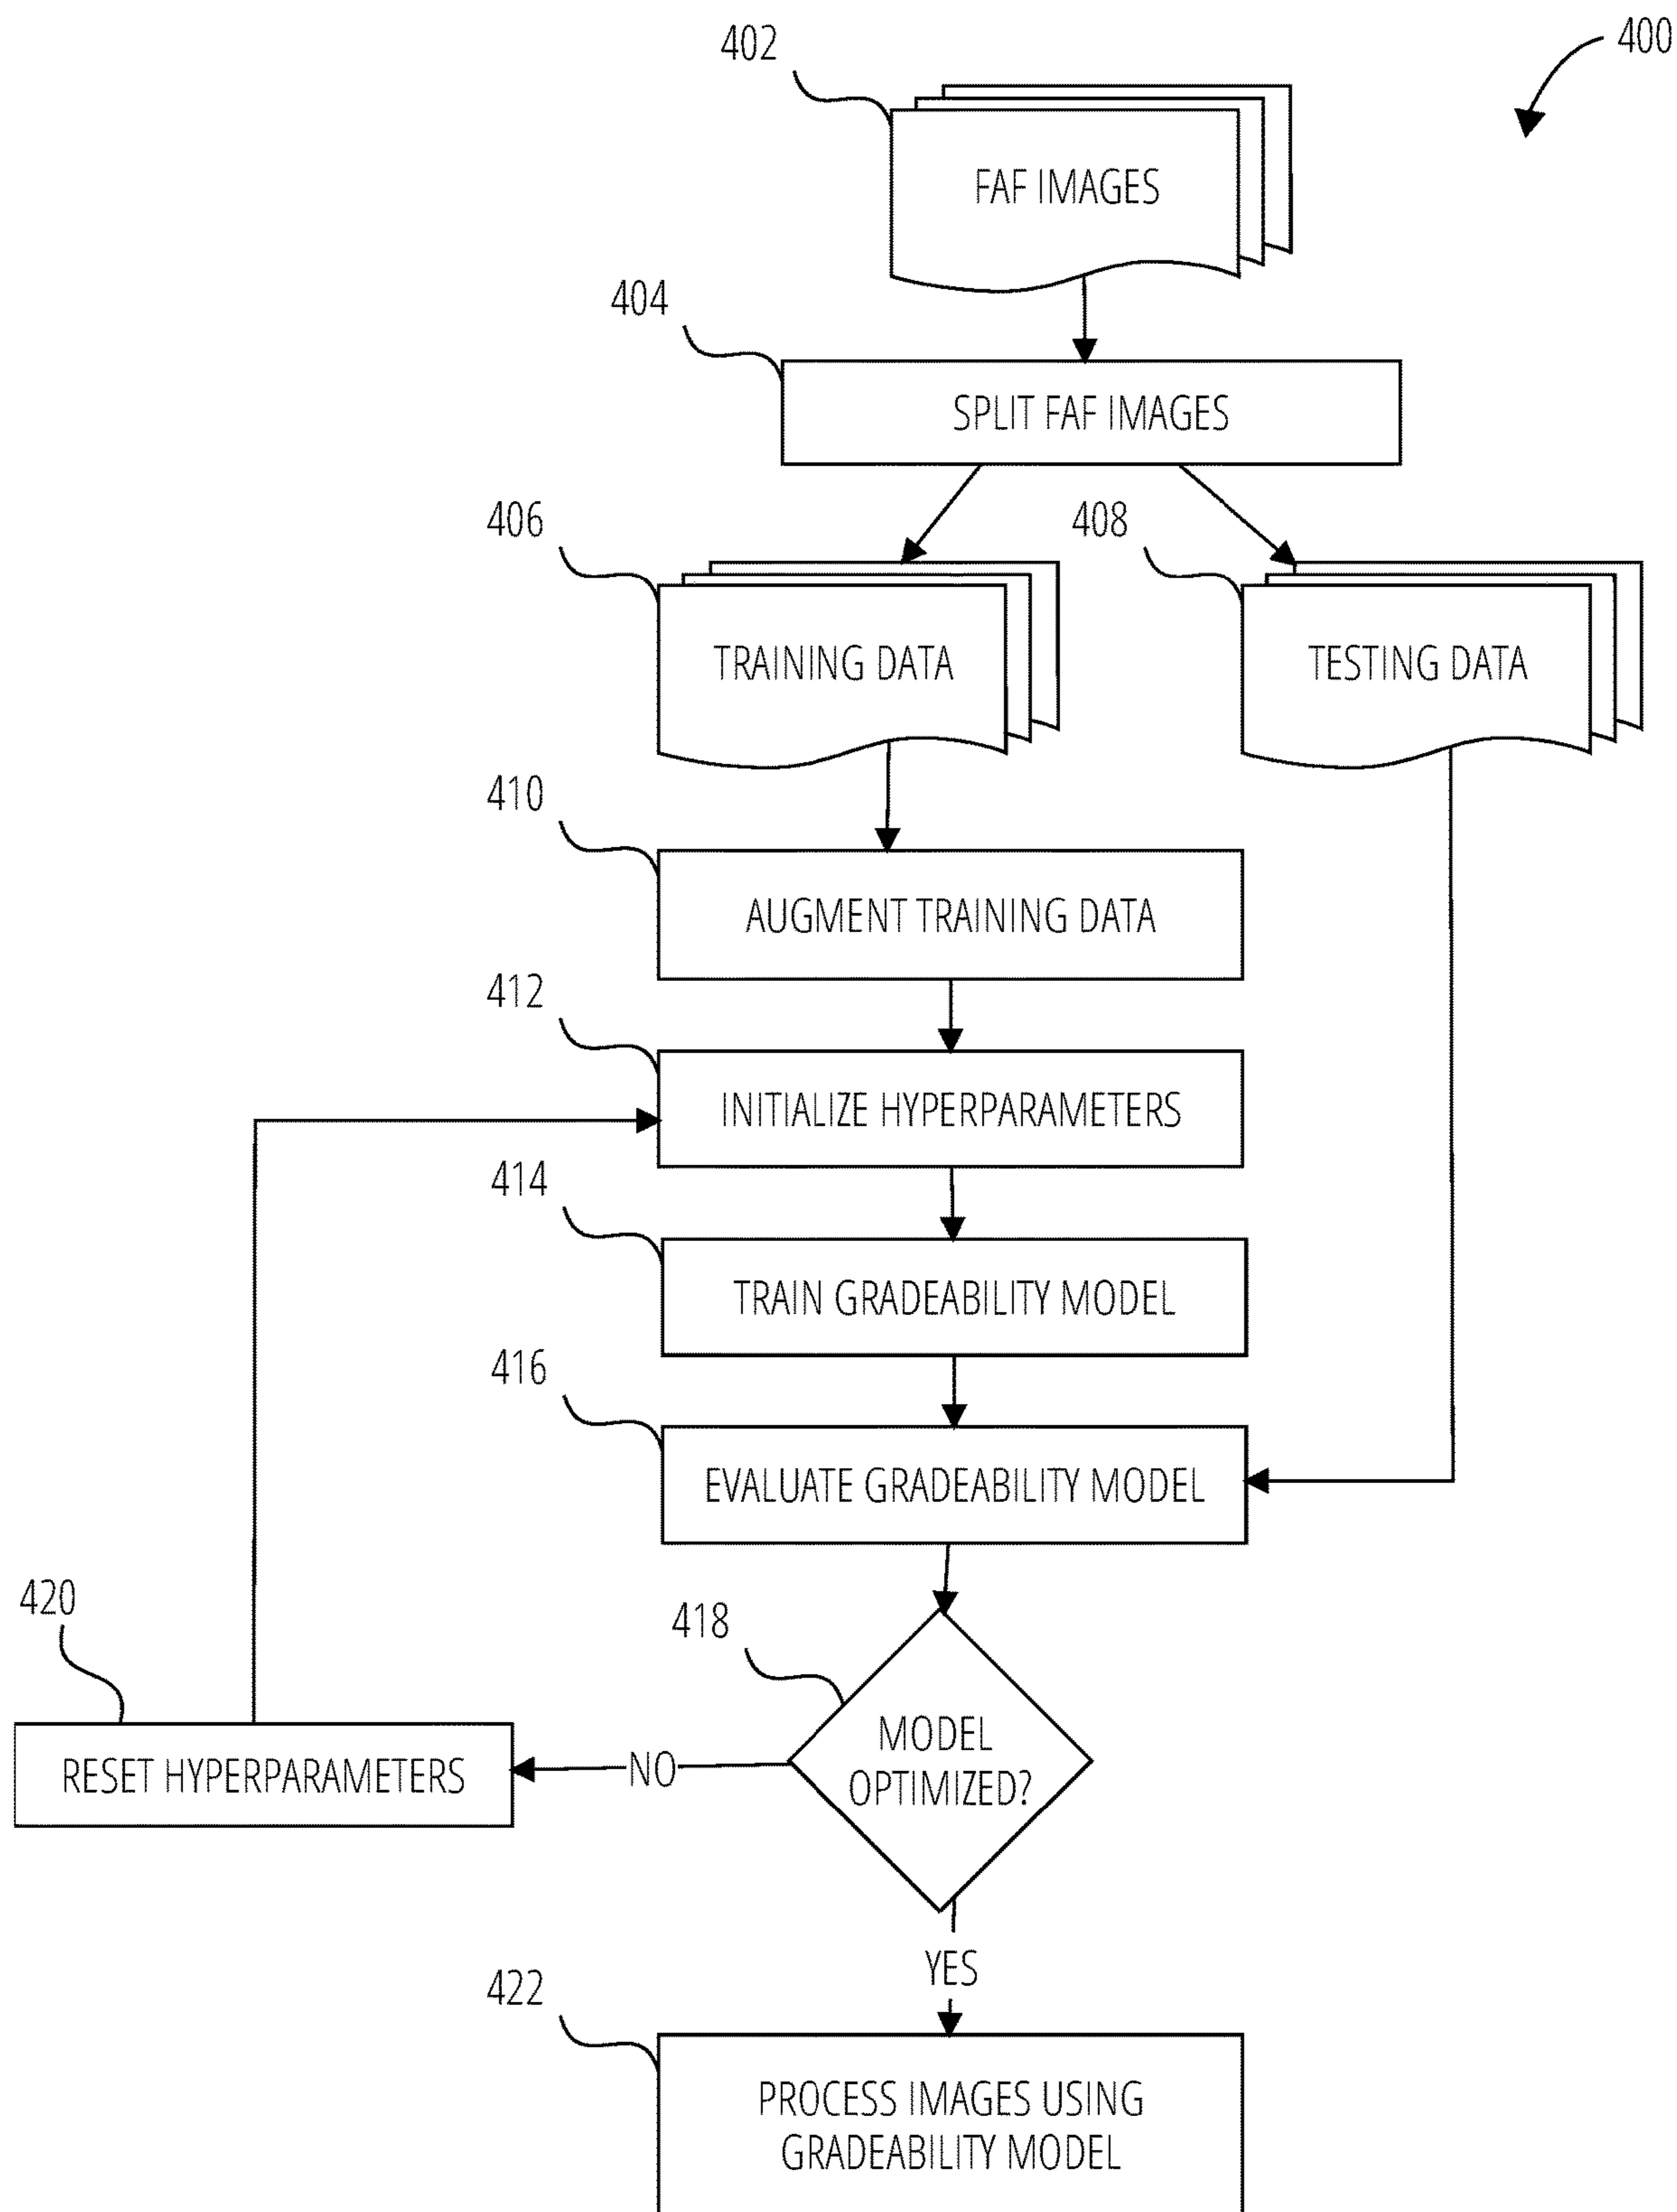 402
400
FAF IMAGES
404
SPLIT FAF IMAGES
406
408
TRAINING DATA
TESTING DATA
410
AUGMENT TRAINING DATA
412
INITIALIZE HYPERPARAMETERS
414
TRAIN GRADEABILITY MODEL
416
EVALUATE GRADEABILITY MODEL
420
418
MODEL
OPTIMIZED?
NO
RESET HYPERPARAMETERS
YES
422
PROCESS IMAGES USING
GRADEABILITY MODEL